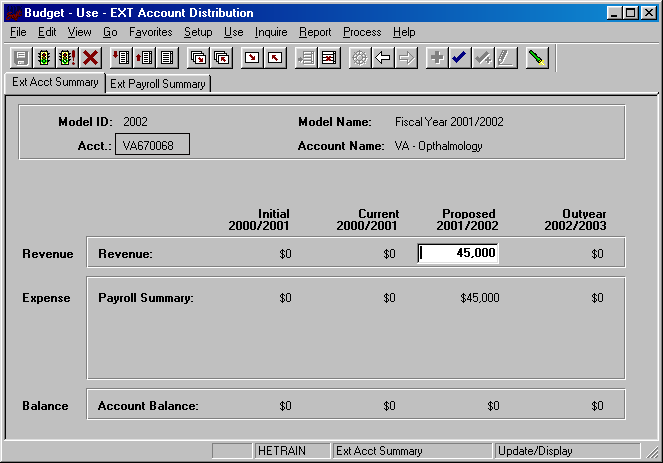 Budget - Use - EXT Account Distribution
File Edit View Go Favorites Setup Use Inquire Report Process Help
Ext Acct Summary Ext Payroll Summary
Model ID: 2002 Model Name: Fiscal Year 2001/2002
Acct.: VA670068 Account Name: VA - Opthalmology
Initial Current Proposed Outyear
2000/2001 2000/2001 2001/2002 2002/2003
Revenue Revenue: $0 $0 45,000 $0
Expense Payroll Summary: $0 $0 $45,000 $0
Balance Account Balance: $0 $0 $0 $0
HETRAIN Ext Acct Summary Update/Display